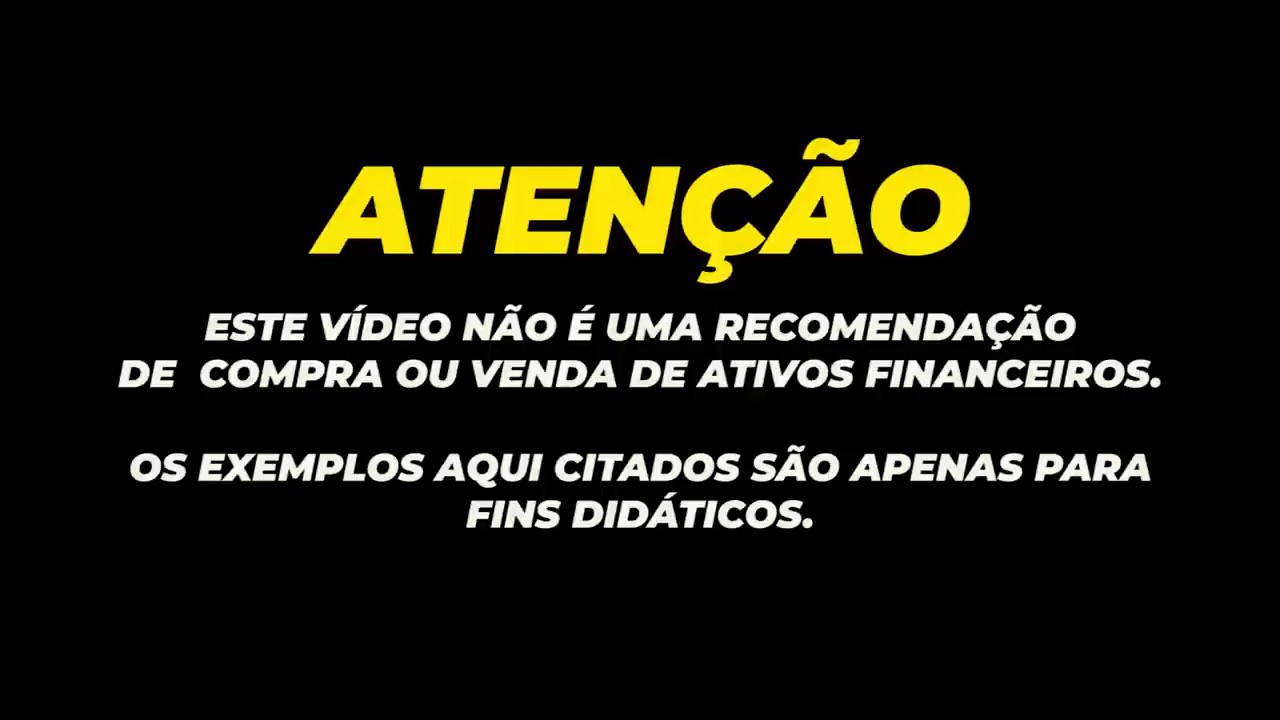 ATENÇÃO
ESTE VÍDEO NÃO É UMA RECOMENDAÇÃO
DE COMPRA OU VENDA DE ATIVOS FINANCEIROS.
OS EXEMPLOS AQUI CITADOS SÃO APENAS PARA
FINS DIDÁTICOS.